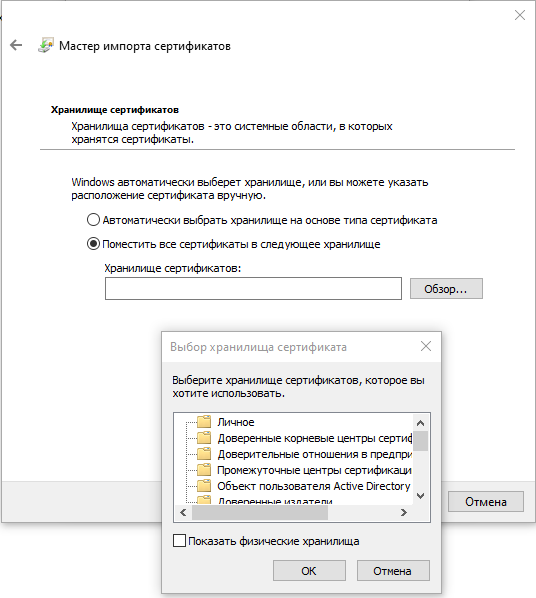 Мастер импорта сертификатов
Хранилище сертификатов
Хранилища сертификатов - это системные области, в которых
хранятся сертификаты.
Windows автоматически выберет хранилище, или вы можете указать
расположение сертификата вручную.
Автоматически выбрать хранилище на основе типа сертификата
Поместить все сертификаты в следующее хранилище
Хранилище сертификатов:
Обзор...
Выбор хранилища сертификата
Выберите хранилище сертификатов, которое вы
хотите использовать.
Личное
Доверенные корневые центры сертиф
Доверительные отношения в предпри
Промежуточные центры сертификаци
Объект пользователя Active Directory
Доверенные издатели
Показать физические хранилища
ОК
Отмена
Отмена